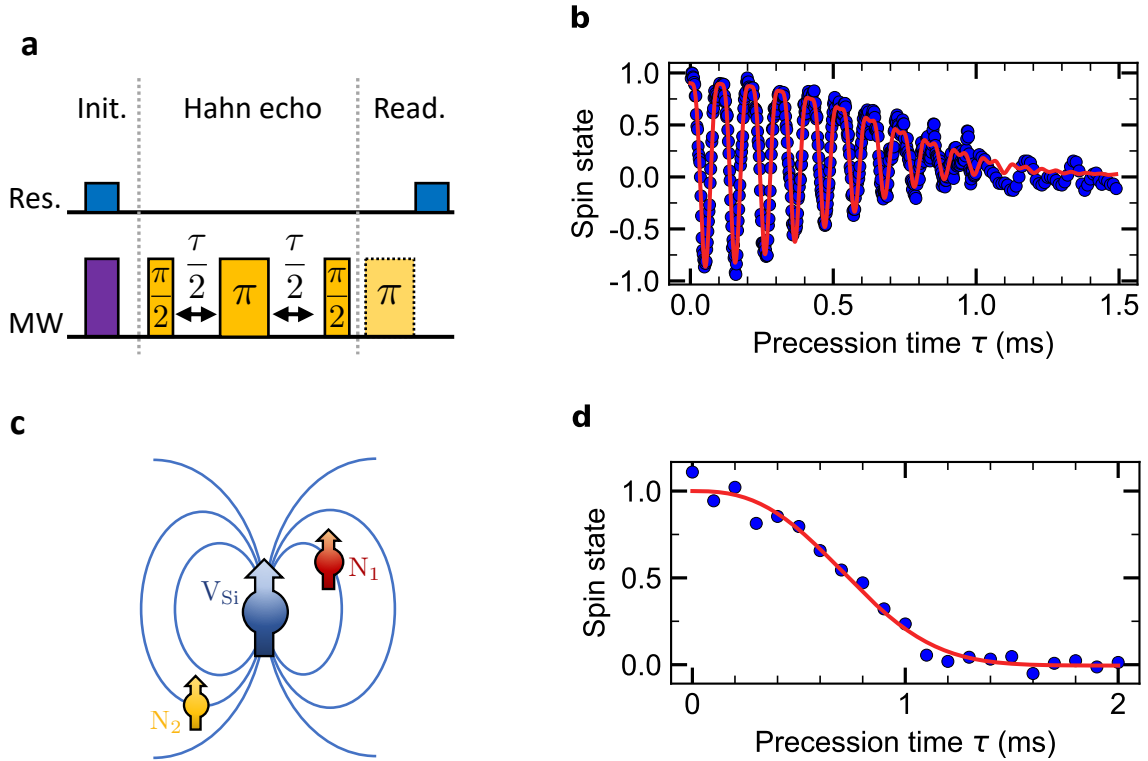 a
Init.
Hahn echo
Read.
Res.
MW
π/2
τ/2
π
τ/2
π/2
π
b
Spin state
1.0
0.5
0.0
-0.5
-1.0
0.0
0.5
1.0
1.5
Precession time τ (ms)
c
V_Si
N_1
N_2
d
Spin state
1.0
0.5
0.0
0
1
2
Precession time τ (ms)